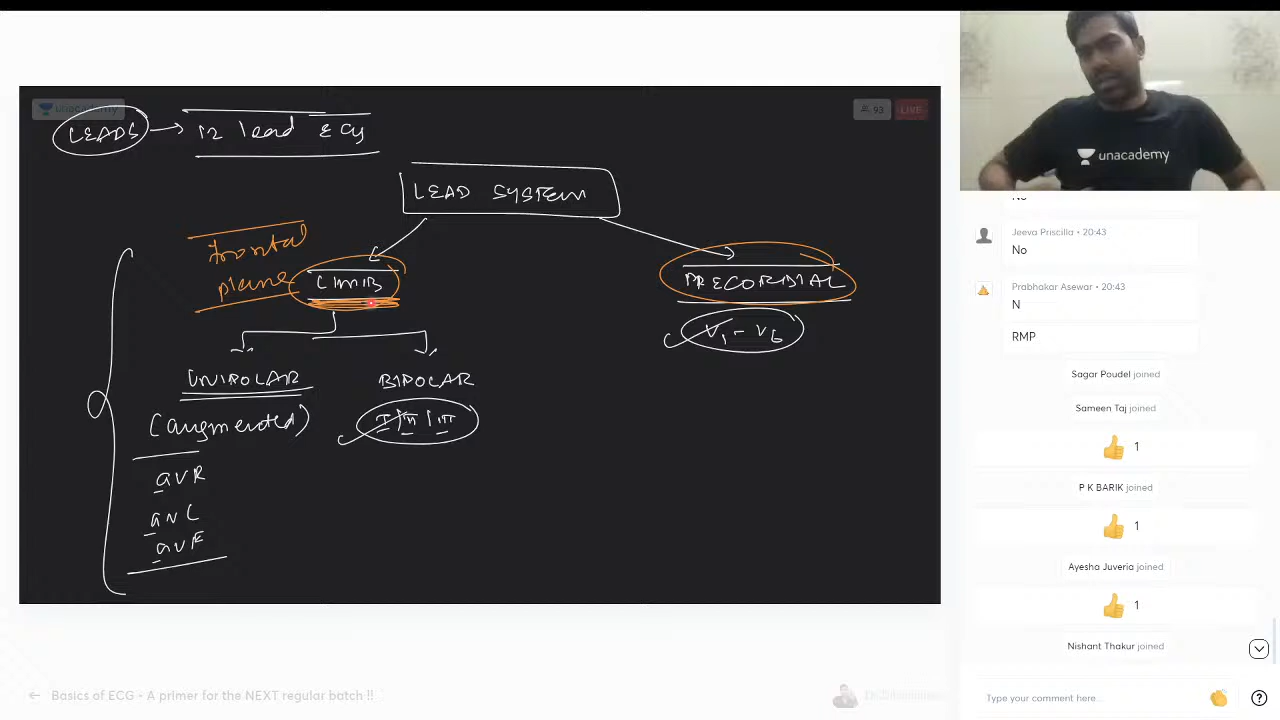 unacademy
93
LIVE
LEADS → 12 lead ECG
LEAD SYSTEM
frontal
plane
LIMB
PRECORDIAL
V1 - V6
UNIPOLAR
BIPOLAR
(augmented)
I | II | III
aVR
aVL
aVF
unacademy
No
Jeeva Priscilla • 20:43
No
Prabhakar Asewar • 20:43
N
RMP
Sagar Poudel joined
Sameen Taj joined
1
P K BARIK joined
1
Ayesha Juveria joined
1
Nishant Thakur joined
← Basics of ECG - A primer for the NEXT regular batch !!
Type your comment here...